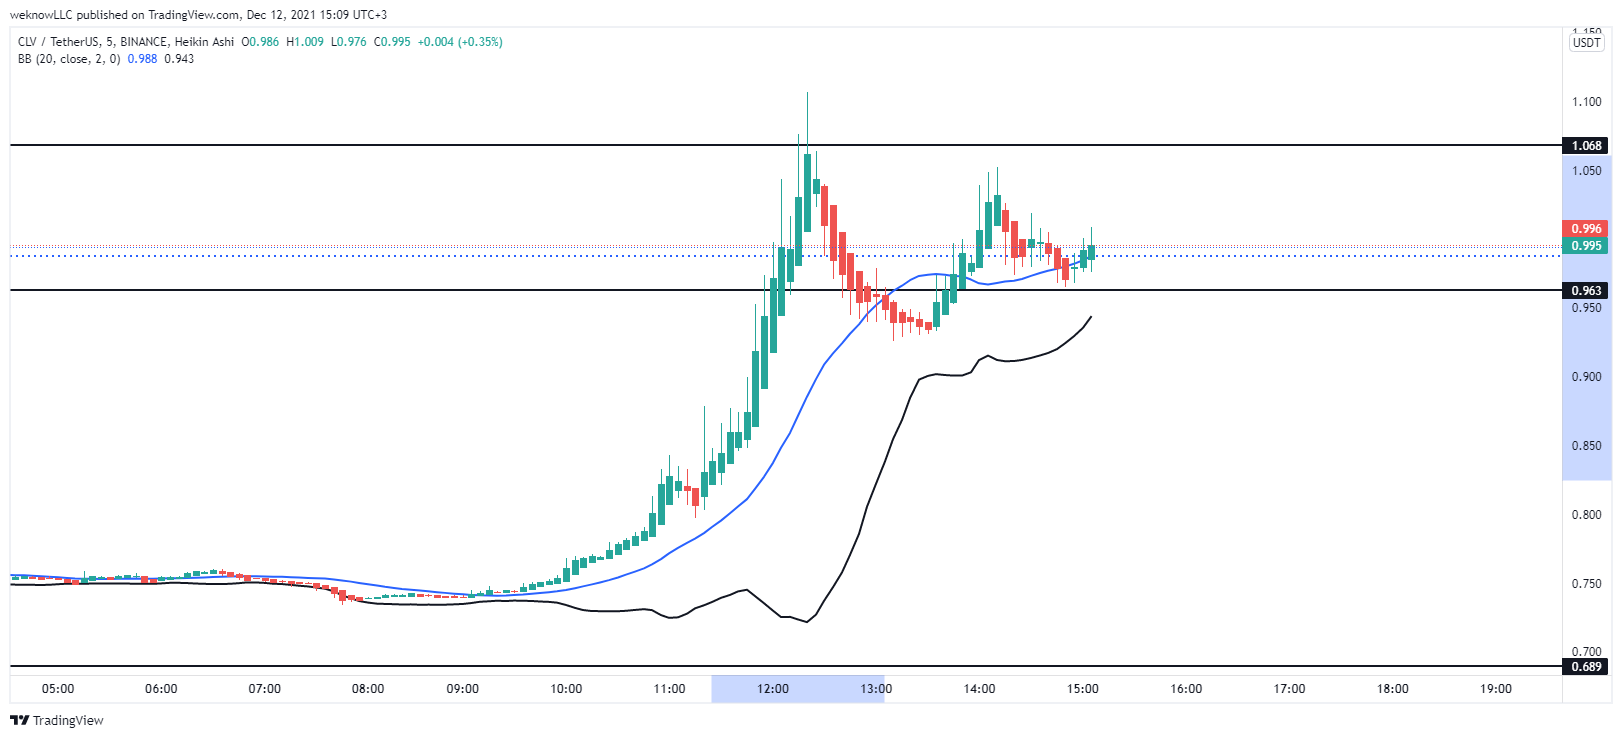 weknowLLC published on TradingView.com, Dec 12, 2021 15:09 UTC+3
CLV / TetherUS, 5, BINANCE, Heikin Ashi O0.986 H1.009 L0.976 C0.995 +0.004 (+0.35%)
BB (20, close, 2, 0) 0.988 0.943
1.150
USDT
1.100
1.068
1.050
0.996
0.995
0.963
0.950
0.900
0.850
0.800
0.750
0.700
0.689
05:00 06:00 07:00 08:00 09:00 10:00 11:00 12:00 13:00 14:00 15:00 16:00 17:00 18:00 19:00
TradingView